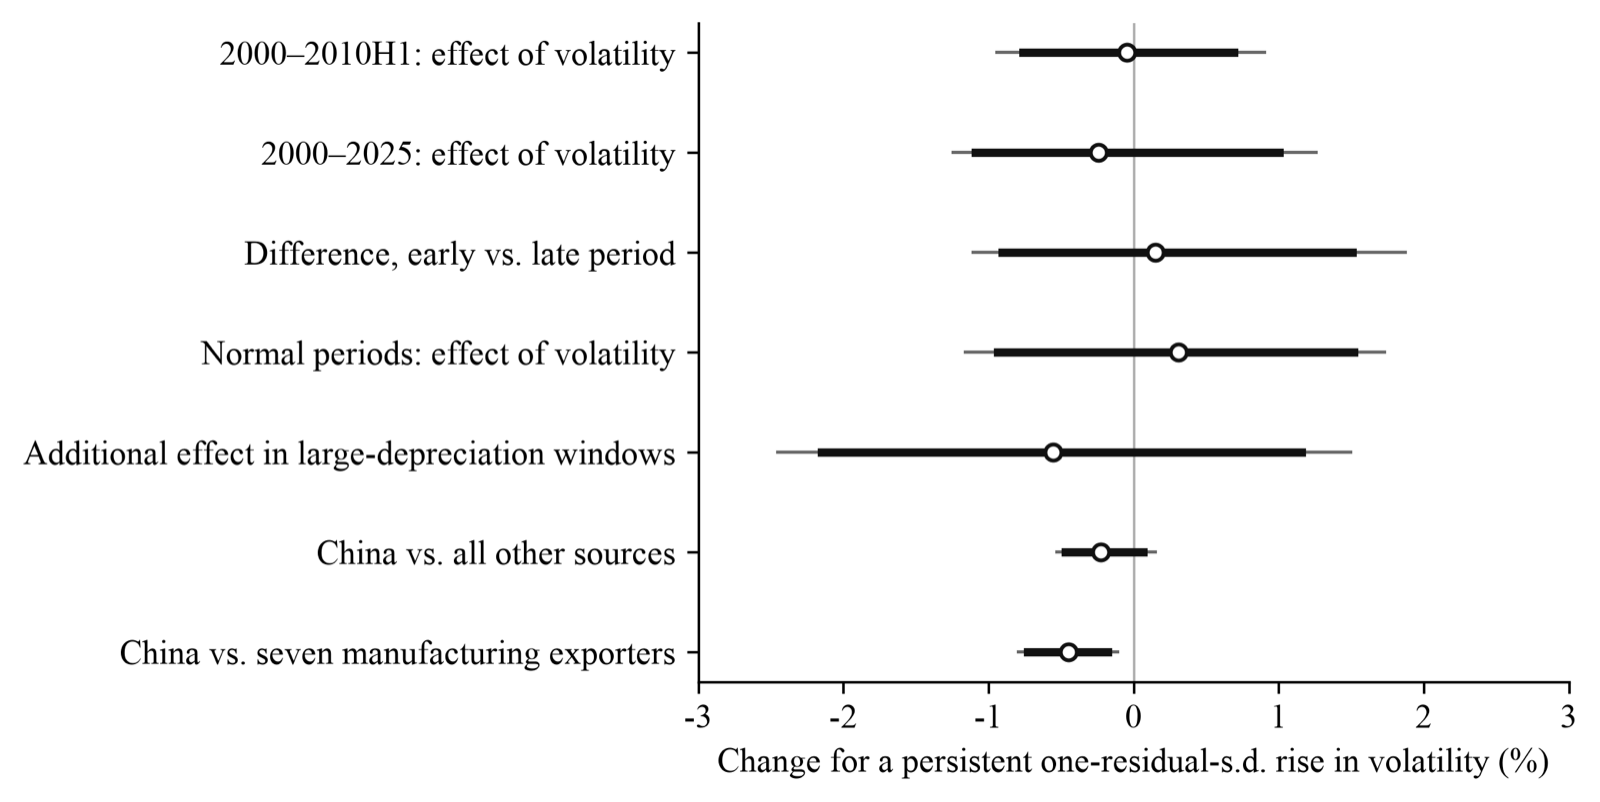 2000–2010H1: effect of volatility
2000–2025: effect of volatility
Difference, early vs. late period
Normal periods: effect of volatility
Additional effect in large-depreciation windows
China vs. all other sources
China vs. seven manufacturing exporters
-3 -2 -1 0 1 2 3
Change for a persistent one-residual-s.d. rise in volatility (%)